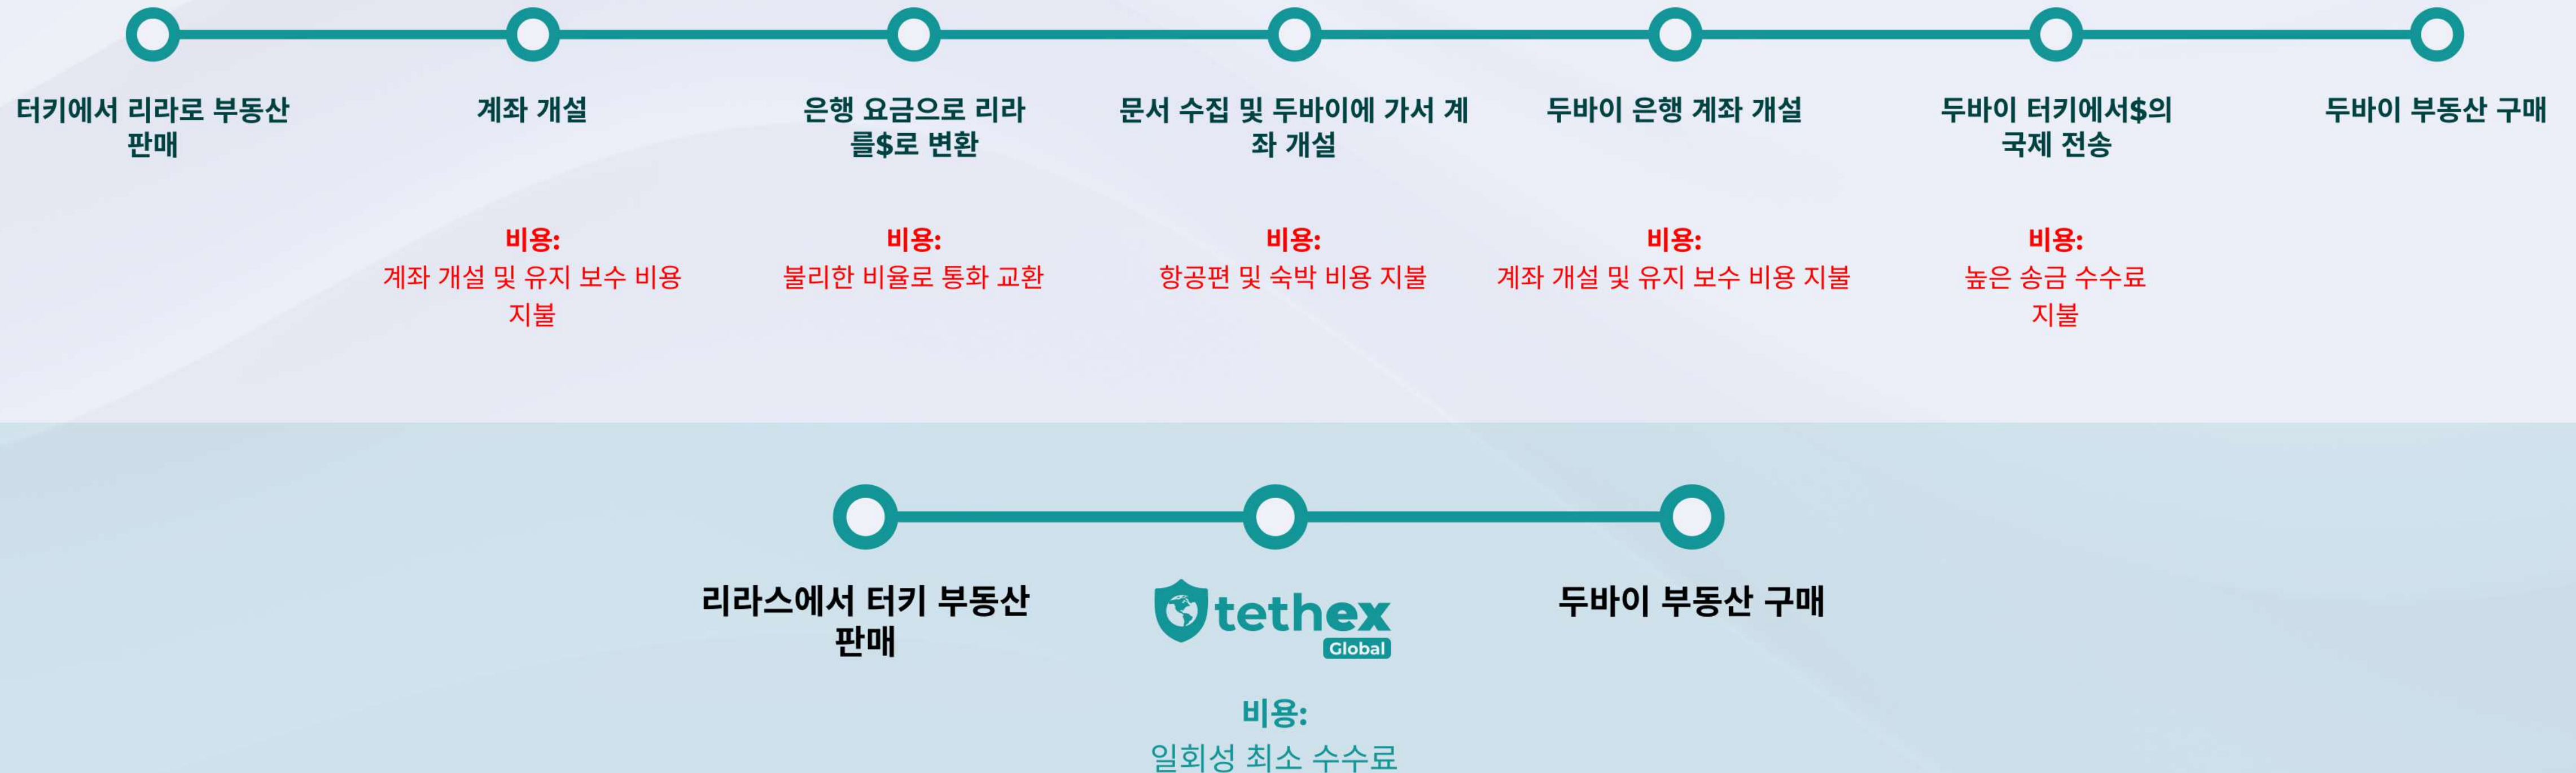 터키에서 리라로 부동산
판매
계좌 개설
은행 요금으로 리라
를$로 변환
문서 수집 및 두바이에 가서 계
좌 개설
두바이 은행 계좌 개설
두바이 터키에서$의
국제 전송
두바이 부동산 구매
비용:
계좌 개설 및 유지 보수 비용
지불
비용:
불리한 비율로 통화 교환
비용:
항공편 및 숙박 비용 지불
비용:
계좌 개설 및 유지 보수 비용 지불
비용:
높은 송금 수수료
지불
리라스에서 터키 부동산
판매
tethex
Global
두바이 부동산 구매
비용:
일회성 최소 수수료